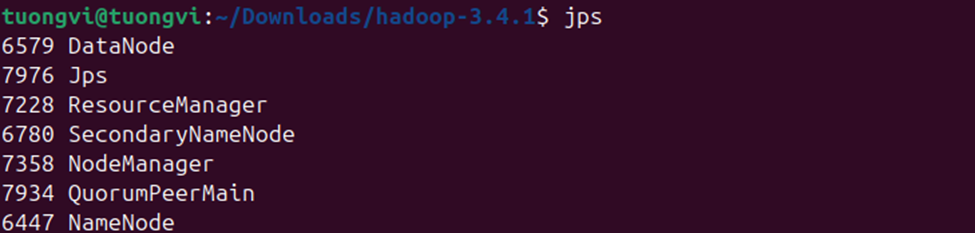 tuongvi@tuongvi:~/Downloads/hadoop-3.4.1$ jps
6579 DataNode
7976 Jps
7228 ResourceManager
6780 SecondaryNameNode
7358 NodeManager
7934 QuorumPeerMain
6447 NameNode